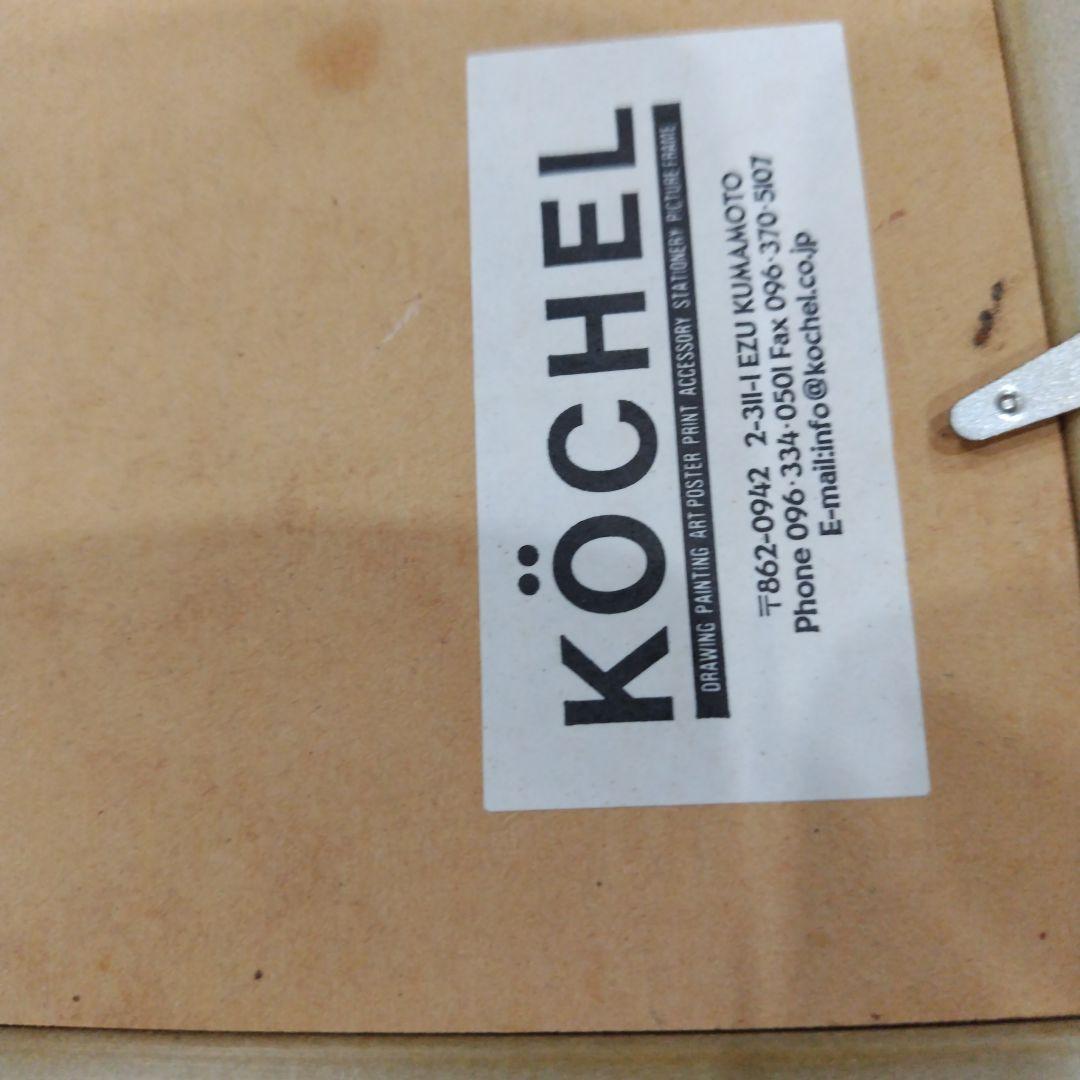 KÖCHEL
DRAWING PAINTING ART POSTER PRINT ACCESSORY STATIONERY PICTURE FRAME
〒862-0942 2-311-1 EZU KUMAMOTO
Phone 096·334·0501 Fax 096·370·5107
E-mail:info@kochel.co.jp